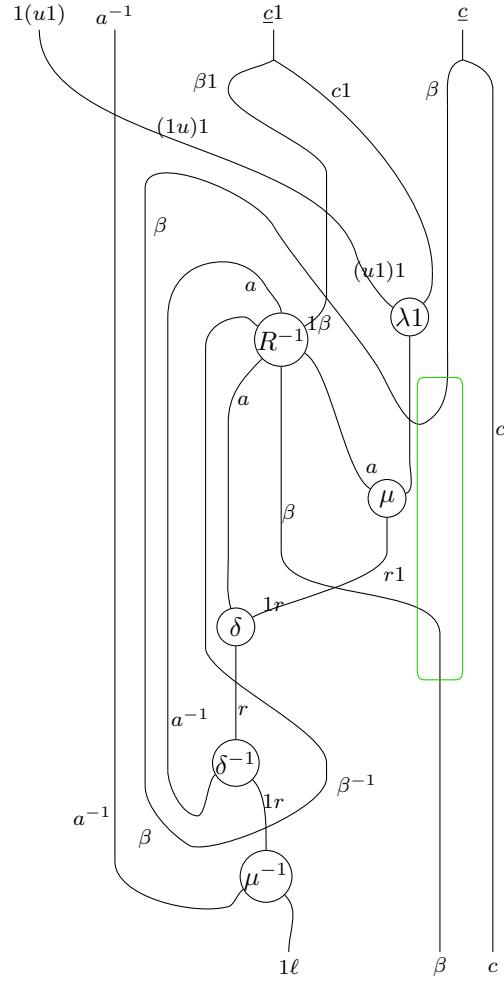 1(u1) a⁻¹ c̲1 c̲
β1 c1 β
(1u)1
β
(u1)1
a
R⁻¹ 1β λ1
a
c
a μ
β
r1
1r
δ
r
a⁻¹
δ⁻¹
β⁻¹
1r
a⁻¹
β
μ⁻¹
1ℓ β c